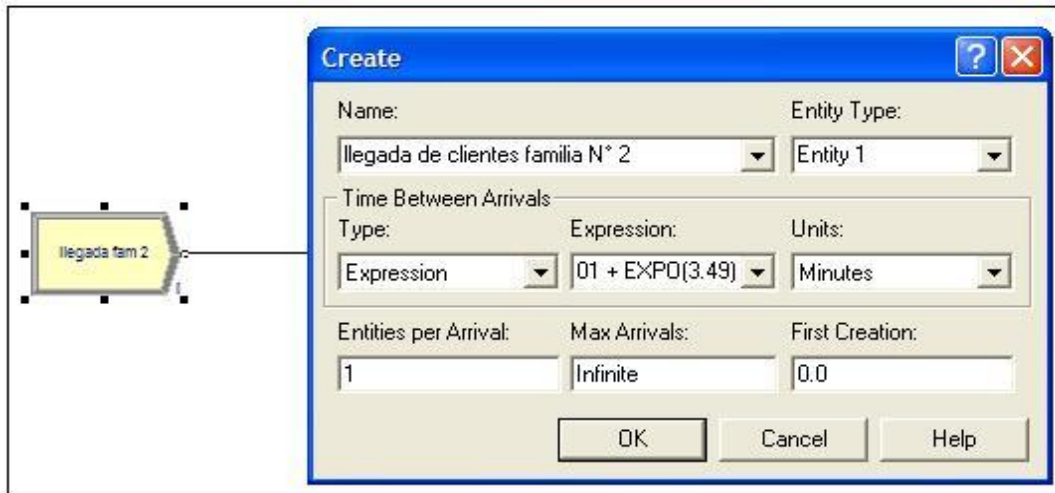 Create
Name:
Entity Type:
llegada de clientes familia N° 2
Entity 1
Time Between Arrivals
Type:
Expression:
Units:
Expression
01 + EXPO(3.49)
Minutes
Entities per Arrival:
Max Arrivals:
First Creation:
1
Infinite
0.0
OK
Cancel
Help
llegada fam 2